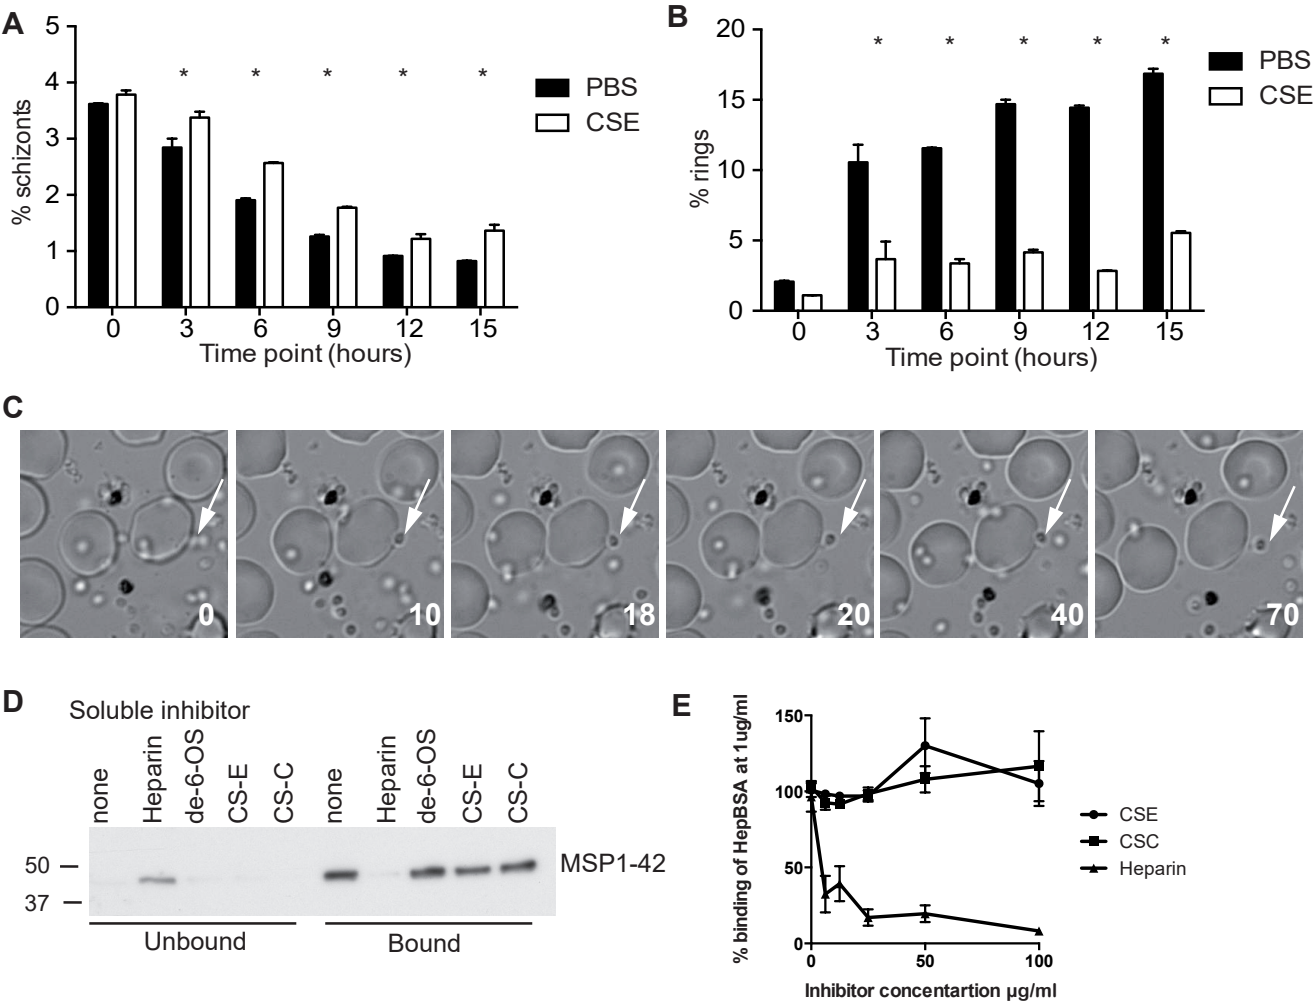 A
5
4
3
2
1
0
% schizonts
* * * * *
PBS
CSE
0 3 6 9 12 15
Time point (hours)
B
20
15
10
5
0
% rings
* * * * *
PBS
CSE
0 3 6 9 12 15
Time point (hours)
C
0 10 18 20 40 70
D
Soluble inhibitor
none Heparin de-6-OS CS-E CS-C none Heparin de-6-OS CS-E CS-C
50
37
MSP1-42
Unbound Bound
E
% binding of HepBSA at 1ug/ml
150
100
50
0
0 50 100
Inhibitor concentartion µg/ml
CSE
CSC
Heparin